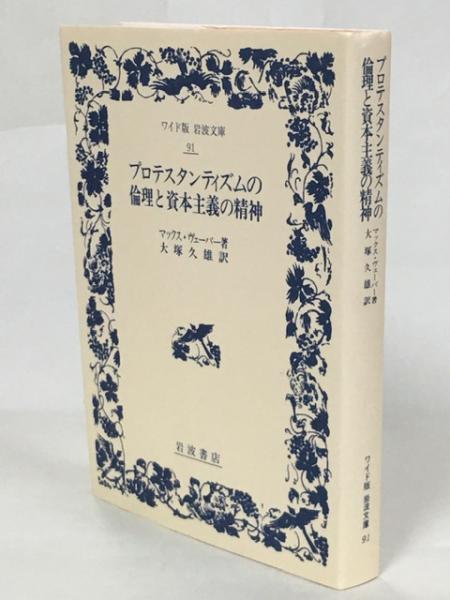 ワイド版 岩波文庫
91
プロテスタンティズムの
倫理と資本主義の精神
マックス・ヴェーバー著
大塚久雄訳
岩波書店
プロテスタンティズムの
倫理と資本主義の精神
マックス・ヴェーバー著
大塚久雄訳
ワイド版 岩波文庫 91